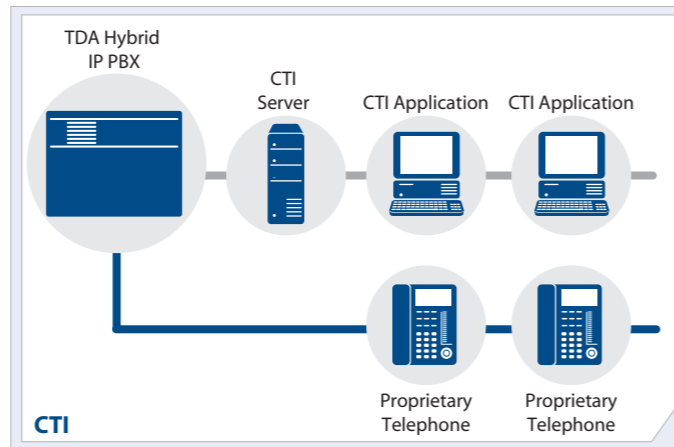 TDA Hybrid
IP PBX
CTI
Server
CTI Application
CTI Application
Proprietary
Telephone
Proprietary
Telephone
CTI